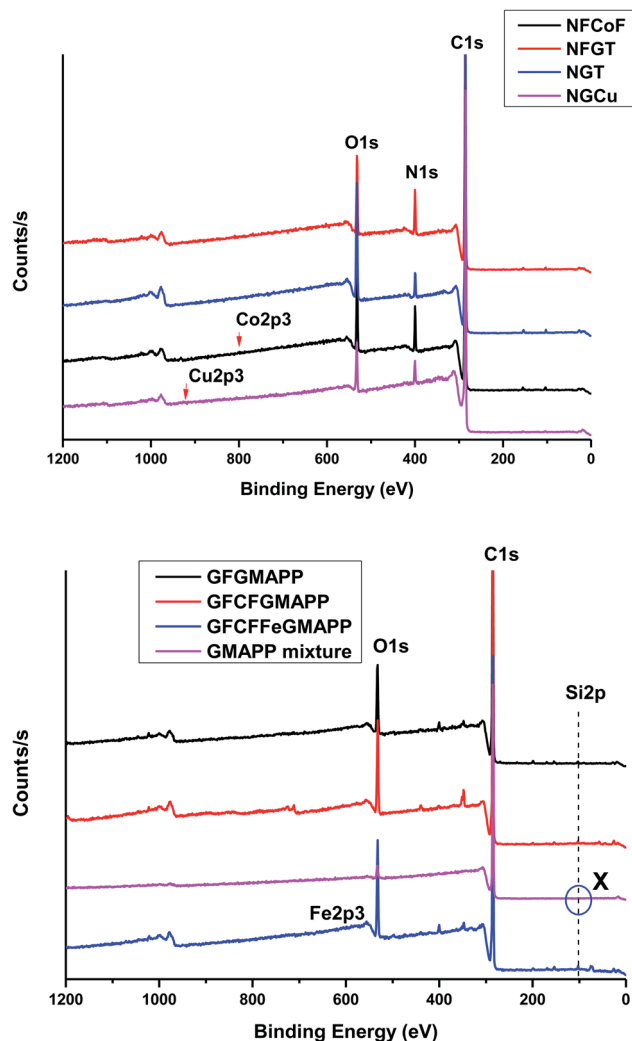 NFCoF
NFGT
NGT
NGCu
C1s
O1s
N1s
Co2p3
Cu2p3
Counts/s
1200 1000 800 600 400 200 0
Binding Energy (eV)
GFGMAPP
GFCFGMAPP
GFCFFeGMAPP
GMAPP mixture
C1s
O1s
Si2p
X
Fe2p3
Counts/s
1200 1000 800 600 400 200 0
Binding Energy (eV)